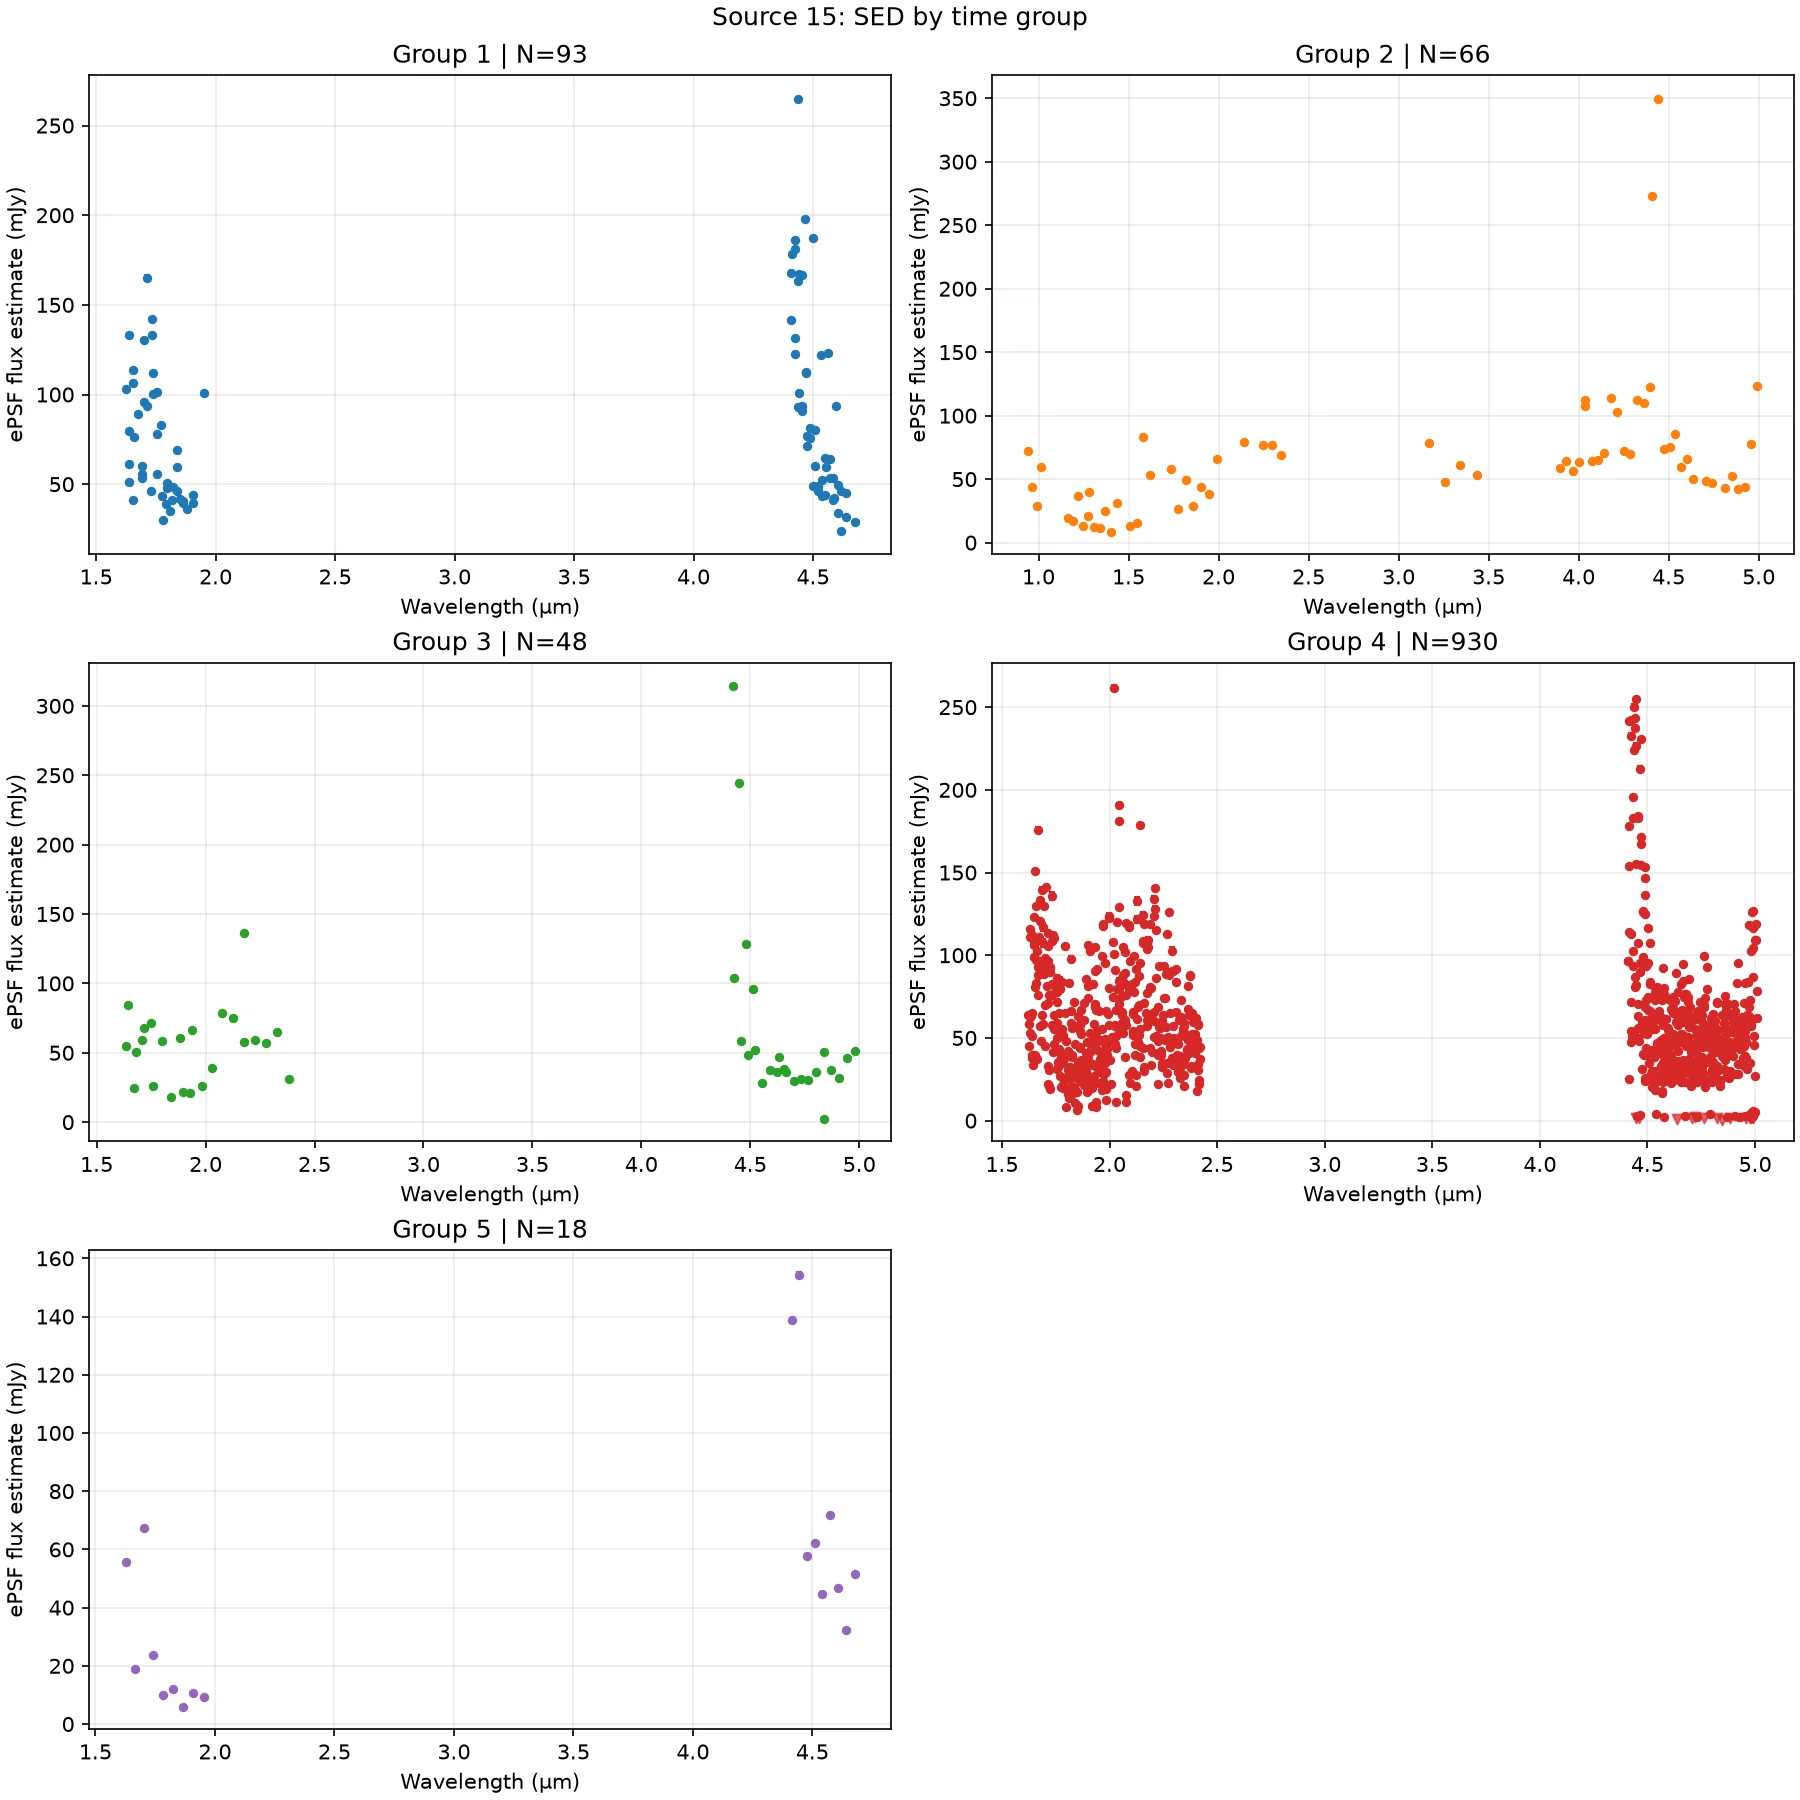 Source 15: SED by time group
Group 1 | N=93
250
200
150
100
50
1.5 2.0 2.5 3.0 3.5 4.0 4.5
Wavelength (μm)
ePSF flux estimate (mJy)
Group 2 | N=66
350
300
250
200
150
100
50
0
1.0 1.5 2.0 2.5 3.0 3.5 4.0 4.5 5.0
Wavelength (μm)
ePSF flux estimate (mJy)
Group 3 | N=48
300
250
200
150
100
50
0
1.5 2.0 2.5 3.0 3.5 4.0 4.5 5.0
Wavelength (μm)
ePSF flux estimate (mJy)
Group 4 | N=930
250
200
150
100
50
0
1.5 2.0 2.5 3.0 3.5 4.0 4.5 5.0
Wavelength (μm)
ePSF flux estimate (mJy)
Group 5 | N=18
160
140
120
100
80
60
40
20
0
1.5 2.0 2.5 3.0 3.5 4.0 4.5
Wavelength (μm)
ePSF flux estimate (mJy)